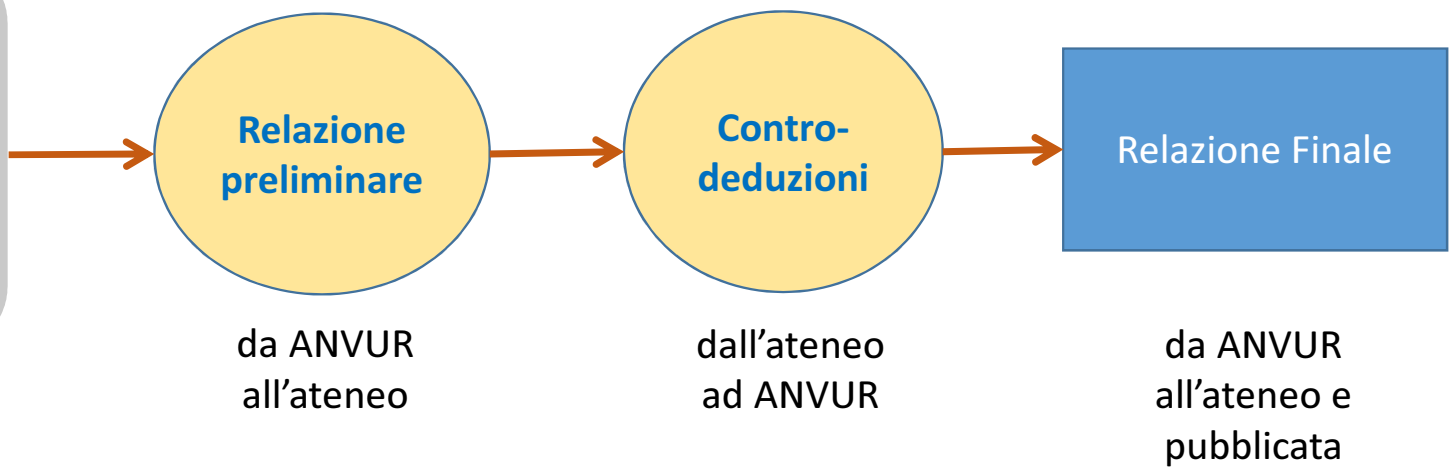 Relazione
preliminare
Contro-
deduzioni
Relazione Finale
da ANVUR
all’ateneo
dall’ateneo
ad ANVUR
da ANVUR
all’ateneo e
pubblicata